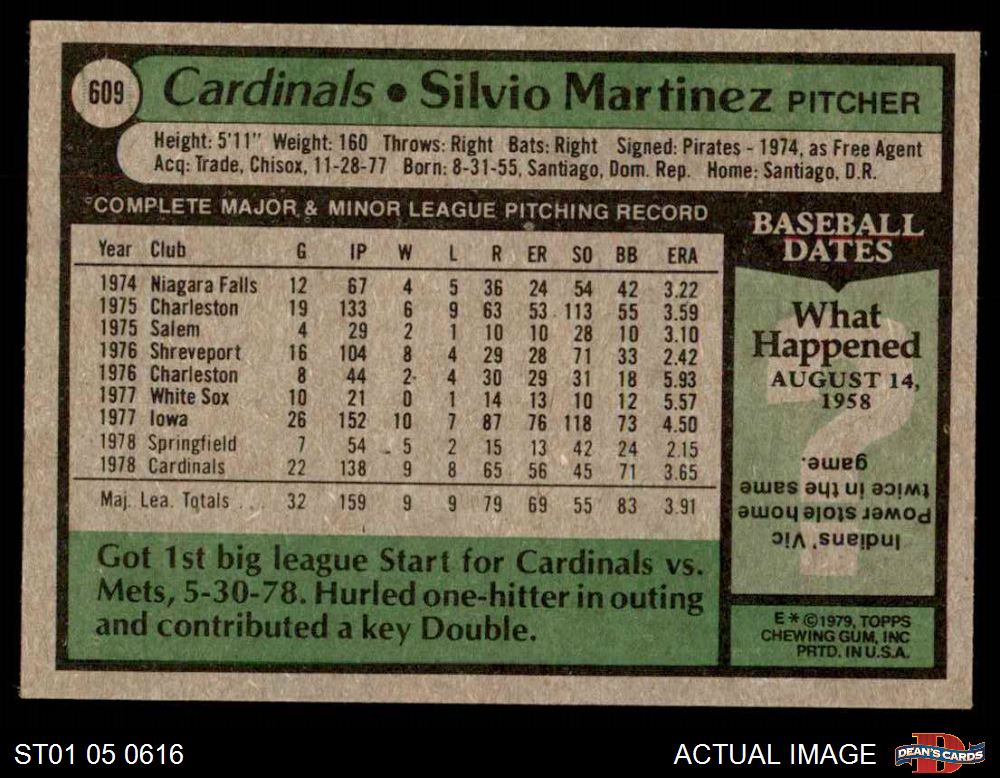 609 Cardinals • Silvio Martinez PITCHER
Height: 5'11" Weight: 160 Throws: Right Bats: Right Signed: Pirates - 1974, as Free Agent
Acq: Trade, Chisox, 11-28-77 Born: 8-31-55, Santiago, Dom. Rep. Home: Santiago, D.R.
COMPLETE MAJOR & MINOR LEAGUE PITCHING RECORD
Year Club G IP W L R ER SO BB ERA
1974 Niagara Falls 12 67 4 5 36 24 54 42 3.22
1975 Charleston 19 133 6 9 63 53 113 55 3.59
1975 Salem 4 29 2 1 10 10 28 10 3.10
1976 Shreveport 16 104 8 4 29 28 71 33 2.42
1976 Charleston 8 44 2 4 30 29 31 18 5.93
1977 White Sox 10 21 0 1 14 13 10 12 5.57
1977 Iowa 26 152 10 7 87 76 118 73 4.50
1978 Springfield 7 54 5 2 15 13 42 24 2.15
1978 Cardinals 22 138 9 8 65 56 45 71 3.65
Maj. Lea. Totals . . . 32 159 9 9 79 69 55 83 3.91
Got 1st big league Start for Cardinals vs.
Mets, 5-30-78. Hurled one-hitter in outing
and contributed a key Double.
BASEBALL
DATES
What
Happened
AUGUST 14,
1958
?
Indians' Vic
Power stole home
twice in the same
game.
E * © 1979, TOPPS
CHEWING GUM, INC
PRTD. IN U.S.A.
ST01 05 0616
ACTUAL IMAGE
D
DEAN'S CARDS